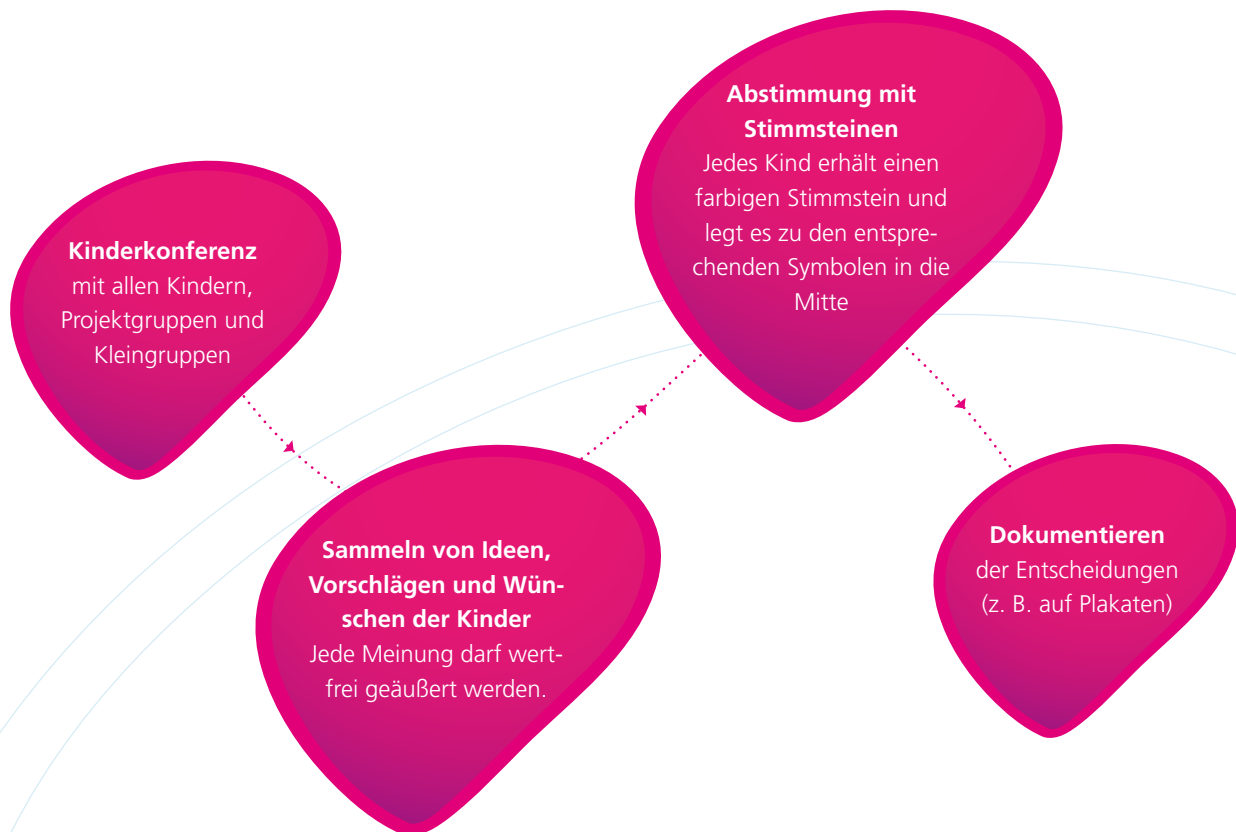 Kinderkonferenz
mit allen Kindern,
Projektgruppen und
Kleingruppen
Sammeln von Ideen,
Vorschlägen und Wün-
schen der Kinder
Jede Meinung darf wert-
frei geäußert werden.
Abstimmung mit
Stimmsteinen
Jedes Kind erhält einen
farbigen Stimmstein und
legt es zu den entspre-
chenden Symbolen in die
Mitte
Dokumentieren
der Entscheidungen
(z. B. auf Plakaten)